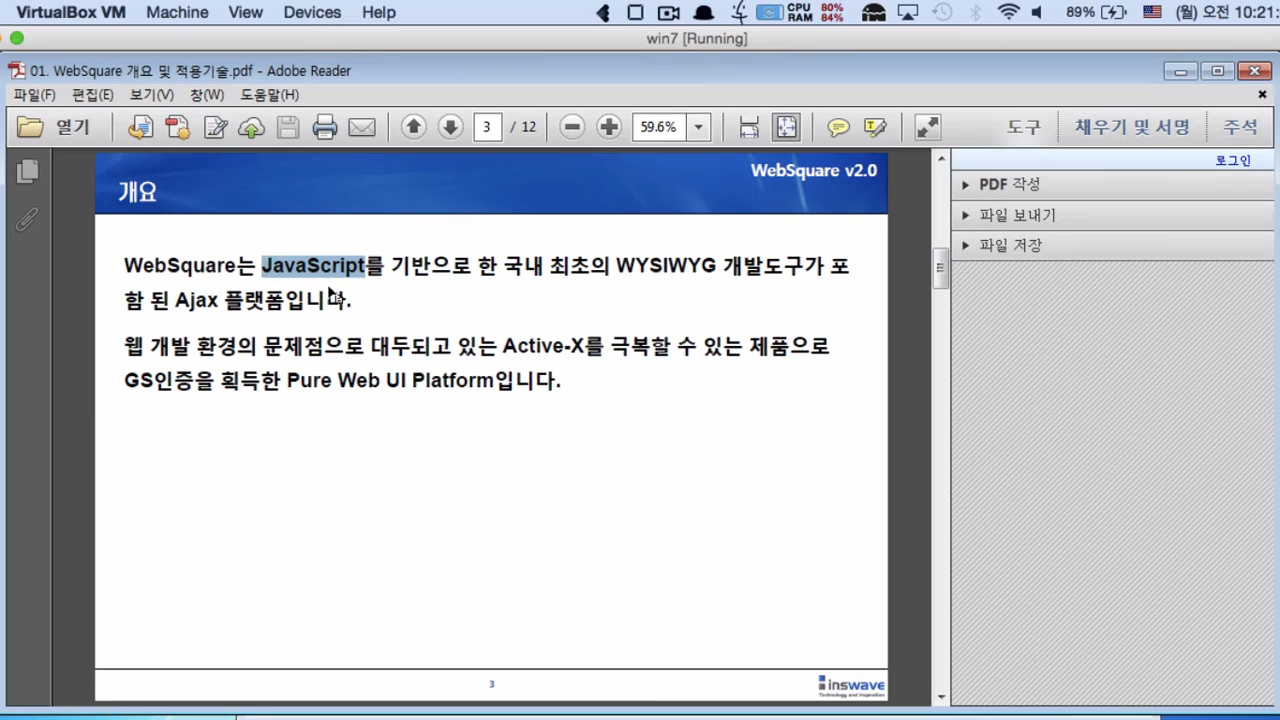 VirtualBox VM Machine View Devices Help CPU RAM 80% 84% 89% (월) 오전 10:21:
win7 [Running]
01. WebSquare 개요 및 적용기술.pdf - Adobe Reader
파일(F) 편집(E) 보기(V) 창(W) 도움말(H)
열기 3 / 12 59.6% 도구 채우기 및 서명 주석
로그인
PDF 작성
파일 보내기
파일 저장
WebSquare v2.0
개요
WebSquare는 JavaScript를 기반으로 한 국내 최초의 WYSIWYG 개발도구가 포
함 된 Ajax 플랫폼입니다.
웹 개발 환경의 문제점으로 대두되고 있는 Active-X를 극복할 수 있는 제품으로
GS인증을 획득한 Pure Web UI Platform입니다.
3
inswave
Technology and Inspiration